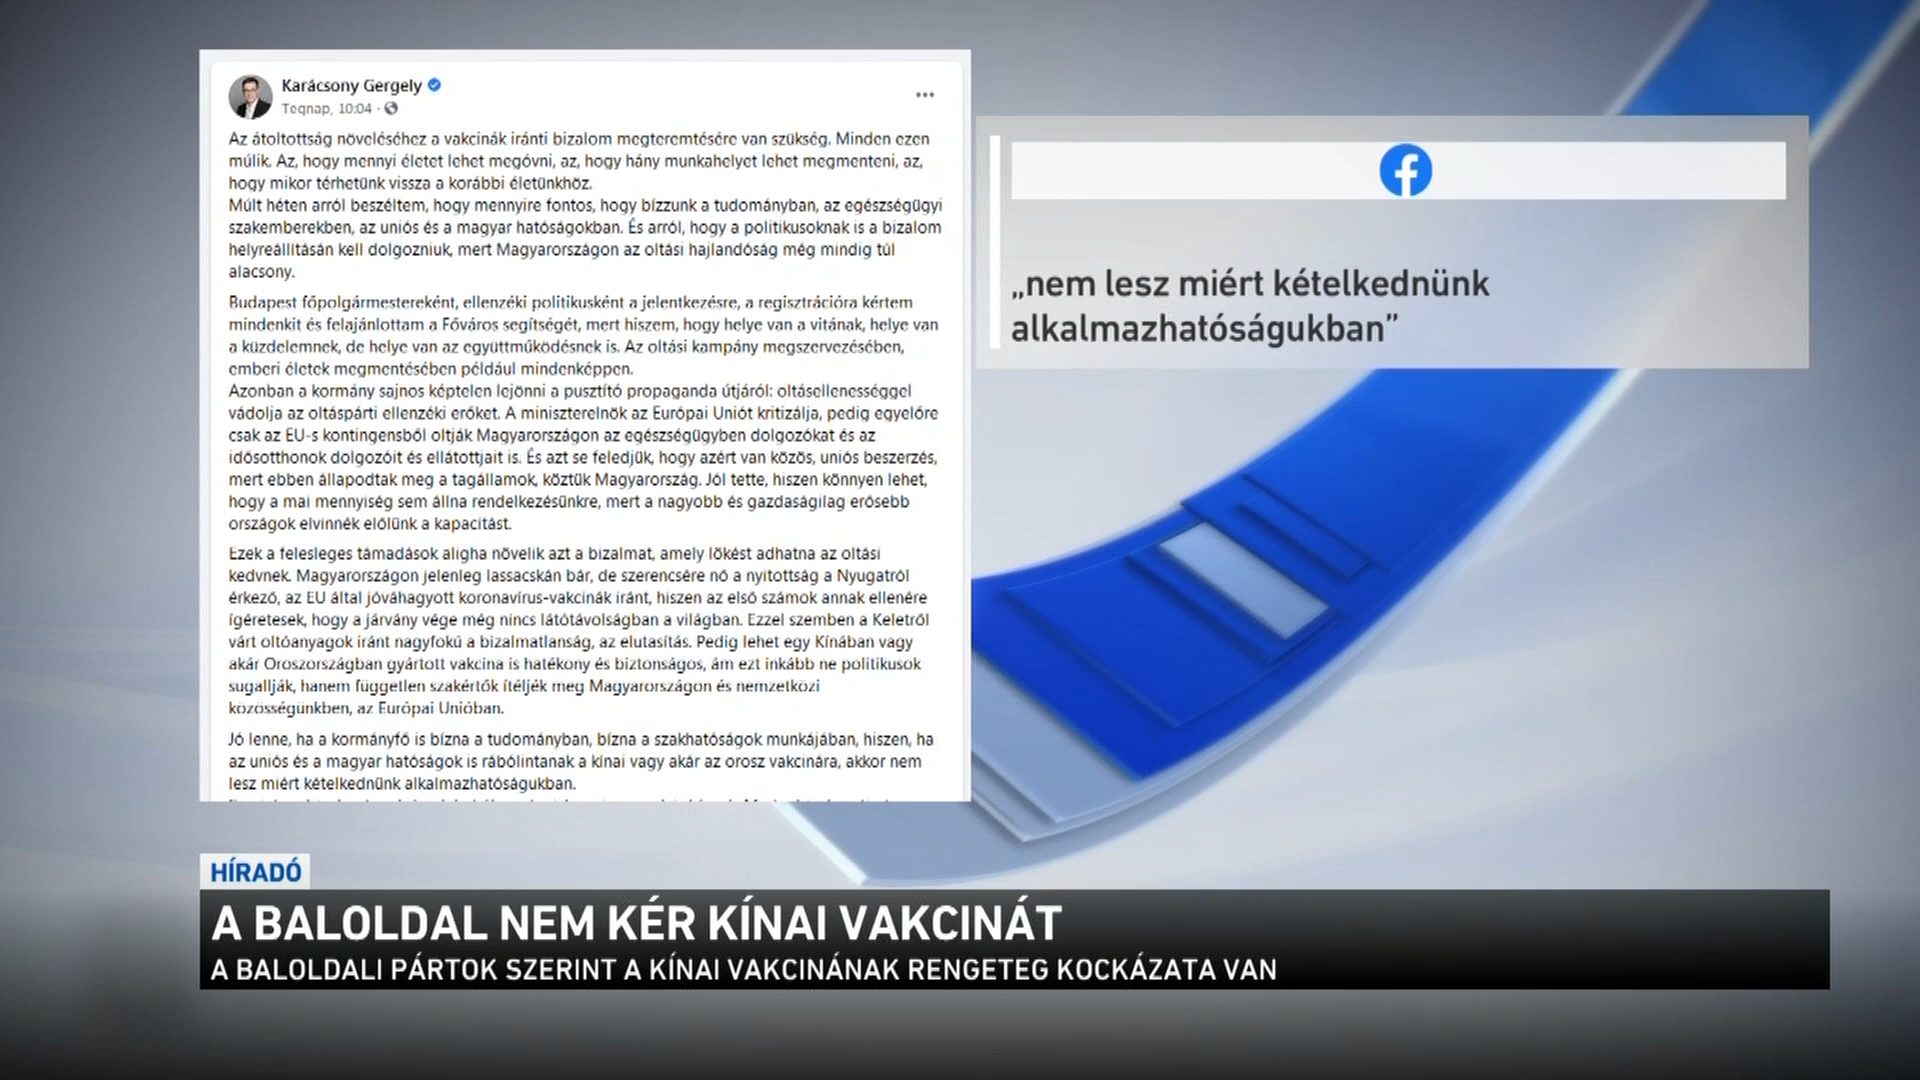 Karácsony Gergely
Tegnap, 10:04 ·
Az átoltottság növeléséhez a vakcinák iránti bizalom megteremtésére van szükség. Minden ezen
múlik. Az, hogy mennyi életet lehet megóvni, az, hogy hány munkahelyet lehet megmenteni, az,
hogy mikor térhetünk vissza a korábbi életünkhöz.
Múlt héten arról beszéltem, hogy mennyire fontos, hogy bízzunk a tudományban, az egészségügyi
szakemberekben, az uniós és a magyar hatóságokban. És arról, hogy a politikusoknak is a bizalom
helyreállításán kell dolgozniuk, mert Magyarországon az oltási hajlandóság még mindig túl
alacsony.
Budapest főpolgármestereként, ellenzéki politikusként a jelentkezésre, a regisztrációra kértem
mindenkit és felajánlottam a Főváros segítségét, mert hiszem, hogy helye van a vitának, helye van
a küzdelemnek, de helye van az együttműködésnek is. Az oltási kampány megszervezésében,
emberi életek megmentésében például mindenképpen.
Azonban a kormány sajnos képtelen lejönni a pusztító propaganda útjáról: oltásellenességgel
vádolja az oltáspárti ellenzéki erőket. A miniszterelnök az Európai Uniót kritizálja, pedig egyelőre
csak az EU-s kontingensből oltják Magyarországon az egészségügyben dolgozókat és az
idősotthonok dolgozóit és ellátottjait is. És azt se feledjük, hogy azért van közös, uniós beszerzés,
mert ebben állapodtak meg a tagállamok, köztük Magyarország. Jól tette, hiszen könnyen lehet,
hogy a mai mennyiség sem állna rendelkezésünkre, mert a nagyobb és gazdaságilag erősebb
országok elvinnék előlünk a kapacitást.
Ezek a felesleges támadások aligha növelik azt a bizalmat, amely lökést adhatna az oltási
kedvnek. Magyarországon jelenleg lassacskán bár, de szerencsére nő a nyitottság a Nyugatról
érkező, az EU által jóváhagyott koronavírus-vakcinák iránt, hiszen az első számok annak ellenére
ígéretesek, hogy a járvány vége még nincs látótávolságban a világban. Ezzel szemben a Keletről
várt oltóanyagok iránt nagyfokú a bizalmatlanság, az elutasítás. Pedig lehet egy Kínában vagy
akár Oroszországban gyártott vakcina is hatékony és biztonságos, ám ezt inkább ne politikusok
sugallják, hanem független szakértők ítéljék meg Magyarországon és nemzetközi
közösségünkben, az Európai Unióban.
Jó lenne, ha a kormányfő is bízna a tudományban, bízna a szakhatóságok munkájában, hiszen, ha
az uniós és a magyar hatóságok is rábólintanak a kínai vagy akár az orosz vakcinára, akkor nem
lesz miért kételkednünk alkalmazhatóságukban.
„nem lesz miért kételkednünk
alkalmazhatóságukban”
HÍRADÓ
A BALOLDAL NEM KÉR KÍNAI VAKCINÁT
A BALOLDALI PÁRTOK SZERINT A KÍNAI VAKCINÁNAK RENGETEG KOCKÁZATA VAN